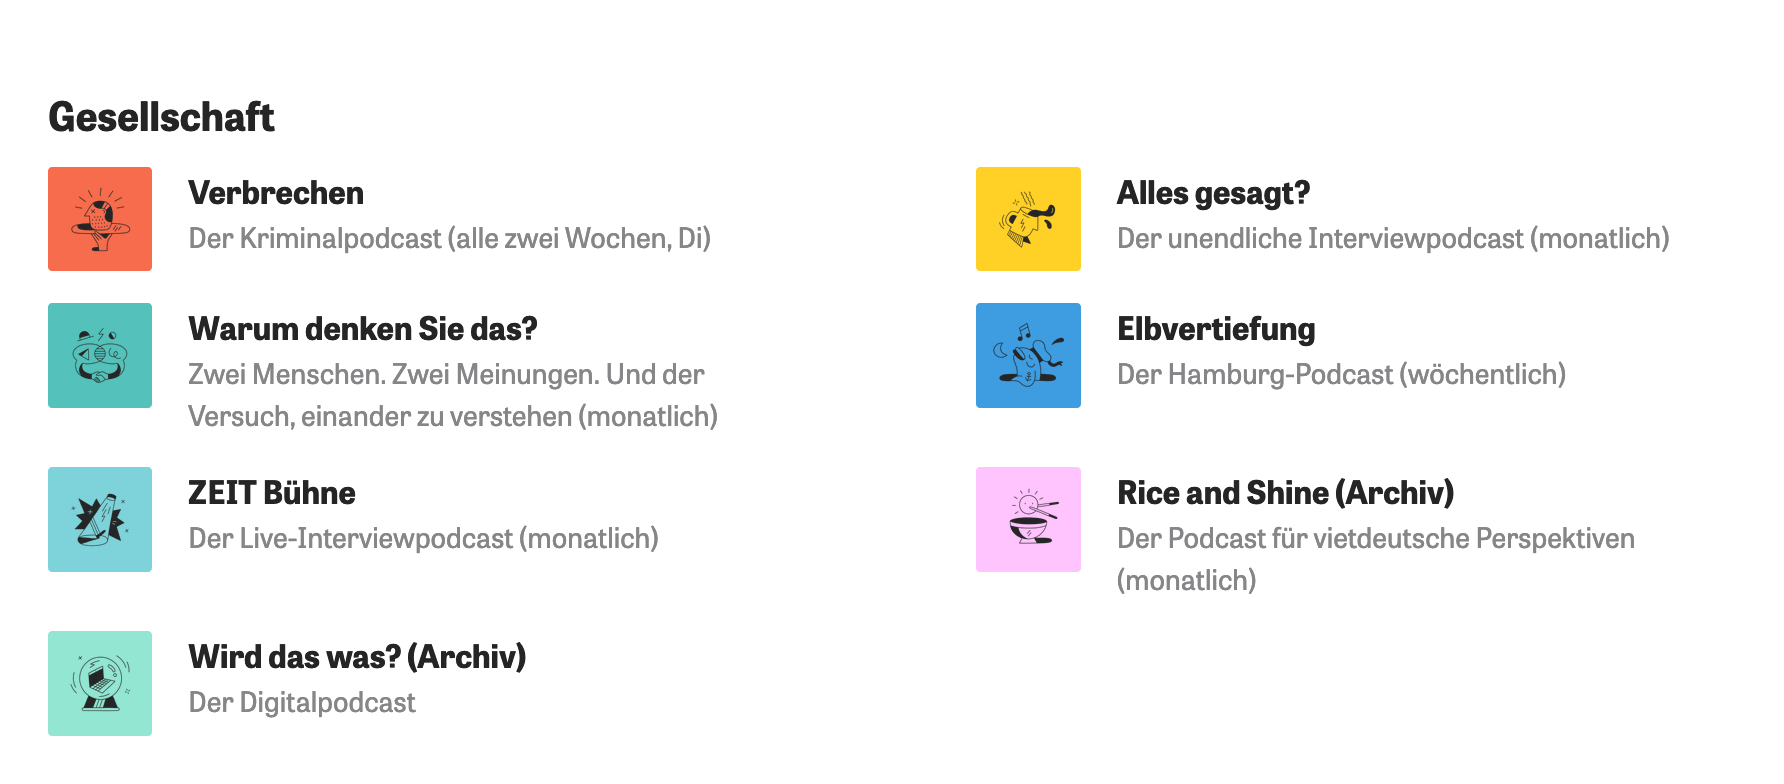 Gesellschaft
Verbrechen
Der Kriminalpodcast (alle zwei Wochen, Di)
Alles gesagt?
Der unendliche Interviewpodcast (monatlich)
Warum denken Sie das?
Zwei Menschen. Zwei Meinungen. Und der
Versuch, einander zu verstehen (monatlich)
Elbvertiefung
Der Hamburg-Podcast (wöchentlich)
ZEIT Bühne
Der Live-Interviewpodcast (monatlich)
Rice and Shine (Archiv)
Der Podcast für vietdeutsche Perspektiven
(monatlich)
Wird das was? (Archiv)
Der Digitalpodcast